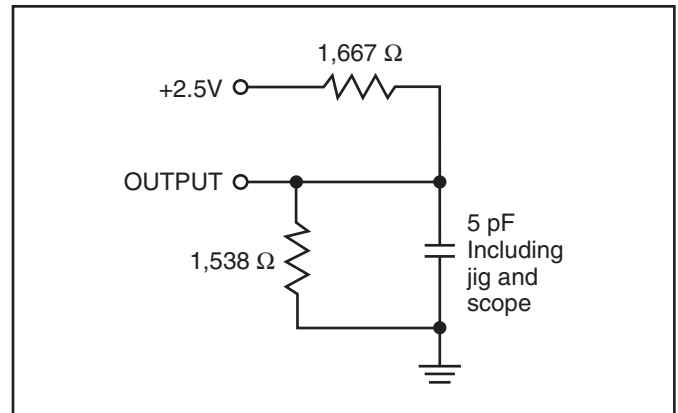 1,667 Ω
+2.5V
OUTPUT
1,538 Ω
5 pF
Including
jig and
scope